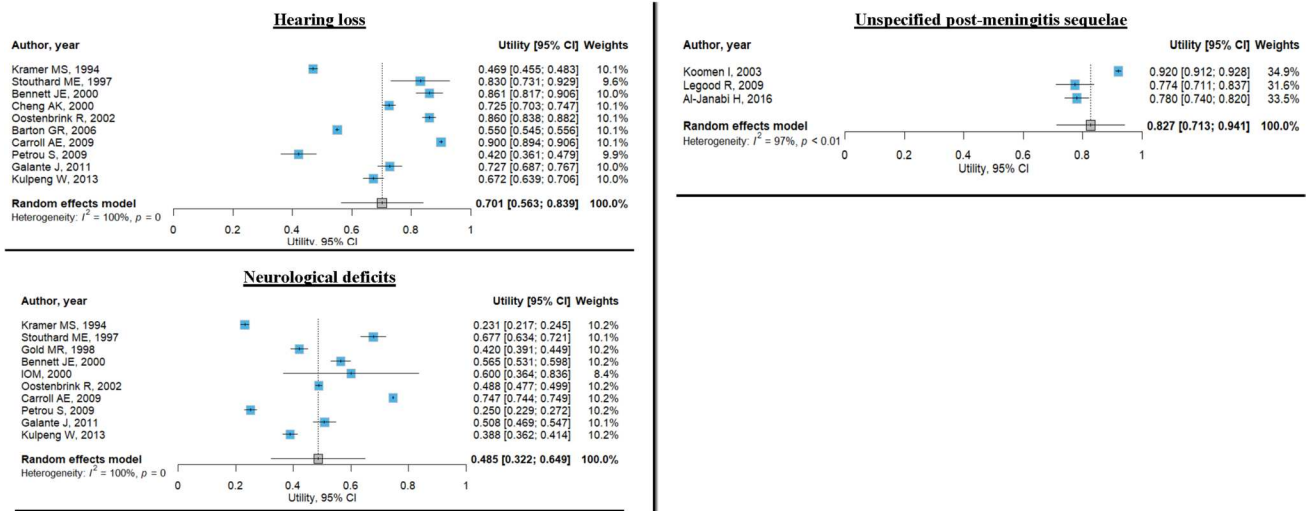 Hearing loss
Author, year Utility [95% CI] Weights
Kramer MS, 1994 0.469 [0.455; 0.483] 10.1%
Stouthard ME, 1997 0.830 [0.731; 0.929] 9.6%
Bennett JE, 2000 0.861 [0.817; 0.906] 10.0%
Cheng AK, 2000 0.725 [0.703; 0.747] 10.1%
Oostenbrink R, 2002 0.860 [0.838; 0.882] 10.1%
Barton GR, 2006 0.550 [0.545; 0.556] 10.1%
Carroll AE, 2009 0.900 [0.894; 0.906] 10.1%
Petrou S, 2009 0.420 [0.361; 0.479] 9.9%
Galante J, 2011 0.727 [0.687; 0.767] 10.0%
Kulpeng W, 2013 0.672 [0.639; 0.706] 10.0%
Random effects model 0.701 [0.563; 0.839] 100.0%
Heterogeneity: I² = 100%, p = 0
0 0.2 0.4 0.6 0.8 1
Utility, 95% CI
Neurological deficits
Author, year Utility [95% CI] Weights
Kramer MS, 1994 0.231 [0.217; 0.245] 10.2%
Stouthard ME, 1997 0.677 [0.634; 0.721] 10.1%
Gold MR, 1998 0.420 [0.391; 0.449] 10.2%
Bennett JE, 2000 0.565 [0.531; 0.598] 10.2%
IOM, 2000 0.600 [0.364; 0.836] 8.4%
Oostenbrink R, 2002 0.488 [0.477; 0.499] 10.2%
Carroll AE, 2009 0.747 [0.744; 0.749] 10.2%
Petrou S, 2009 0.250 [0.229; 0.272] 10.2%
Galante J, 2011 0.508 [0.469; 0.547] 10.1%
Kulpeng W, 2013 0.388 [0.362; 0.414] 10.2%
Random effects model 0.485 [0.322; 0.649] 100.0%
Heterogeneity: I² = 100%, p = 0
0 0.2 0.4 0.6 0.8 1
Utility, 95% CI
Unspecified post-meningitis sequelae
Author, year Utility [95% CI] Weights
Koomen I, 2003 0.920 [0.912; 0.928] 34.9%
Legood R, 2009 0.774 [0.711; 0.837] 31.6%
Al-Janabi H, 2016 0.780 [0.740; 0.820] 33.5%
Random effects model 0.827 [0.713; 0.941] 100.0%
Heterogeneity: I² = 97%, p < 0.01
0 0.2 0.4 0.6 0.8 1
Utility, 95% CI